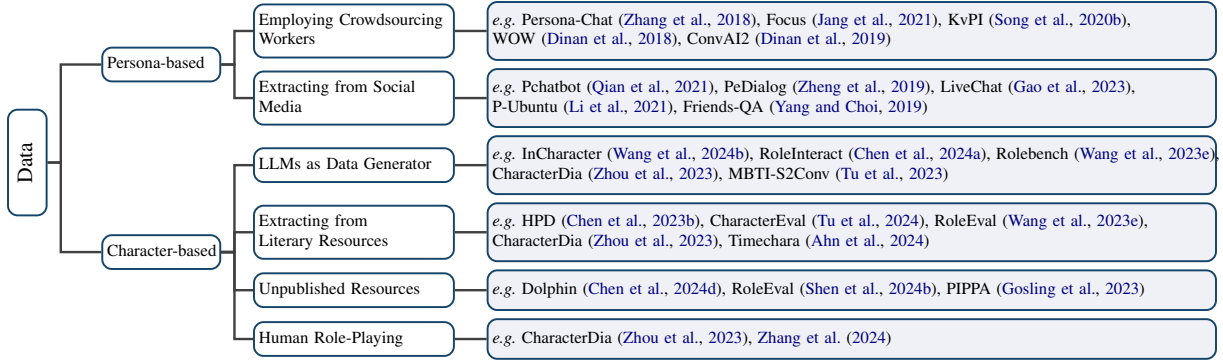 Data
Persona-based
Employing Crowdsourcing
Workers
e.g. Persona-Chat (Zhang et al., 2018), Focus (Jang et al., 2021), KvPI (Song et al., 2020b),
WOW (Dinan et al., 2018), ConvAI2 (Dinan et al., 2019)
Extracting from Social
Media
e.g. Pchatbot (Qian et al., 2021), PeDialog (Zheng et al., 2019), LiveChat (Gao et al., 2023),
P-Ubuntu (Li et al., 2021), Friends-QA (Yang and Choi, 2019)
Character-based
LLMs as Data Generator
e.g. InCharacter (Wang et al., 2024b), RoleInteract (Chen et al., 2024a), Rolebench (Wang et al., 2023e),
CharacterDia (Zhou et al., 2023), MBTI-S2Conv (Tu et al., 2023)
Extracting from
Literary Resources
e.g. HPD (Chen et al., 2023b), CharacterEval (Tu et al., 2024), RoleEval (Wang et al., 2023e),
CharacterDia (Zhou et al., 2023), Timechara (Ahn et al., 2024)
Unpublished Resources
e.g. Dolphin (Chen et al., 2024d), RoleEval (Shen et al., 2024b), PIPPA (Gosling et al., 2023)
Human Role-Playing
e.g. CharacterDia (Zhou et al., 2023), Zhang et al. (2024)